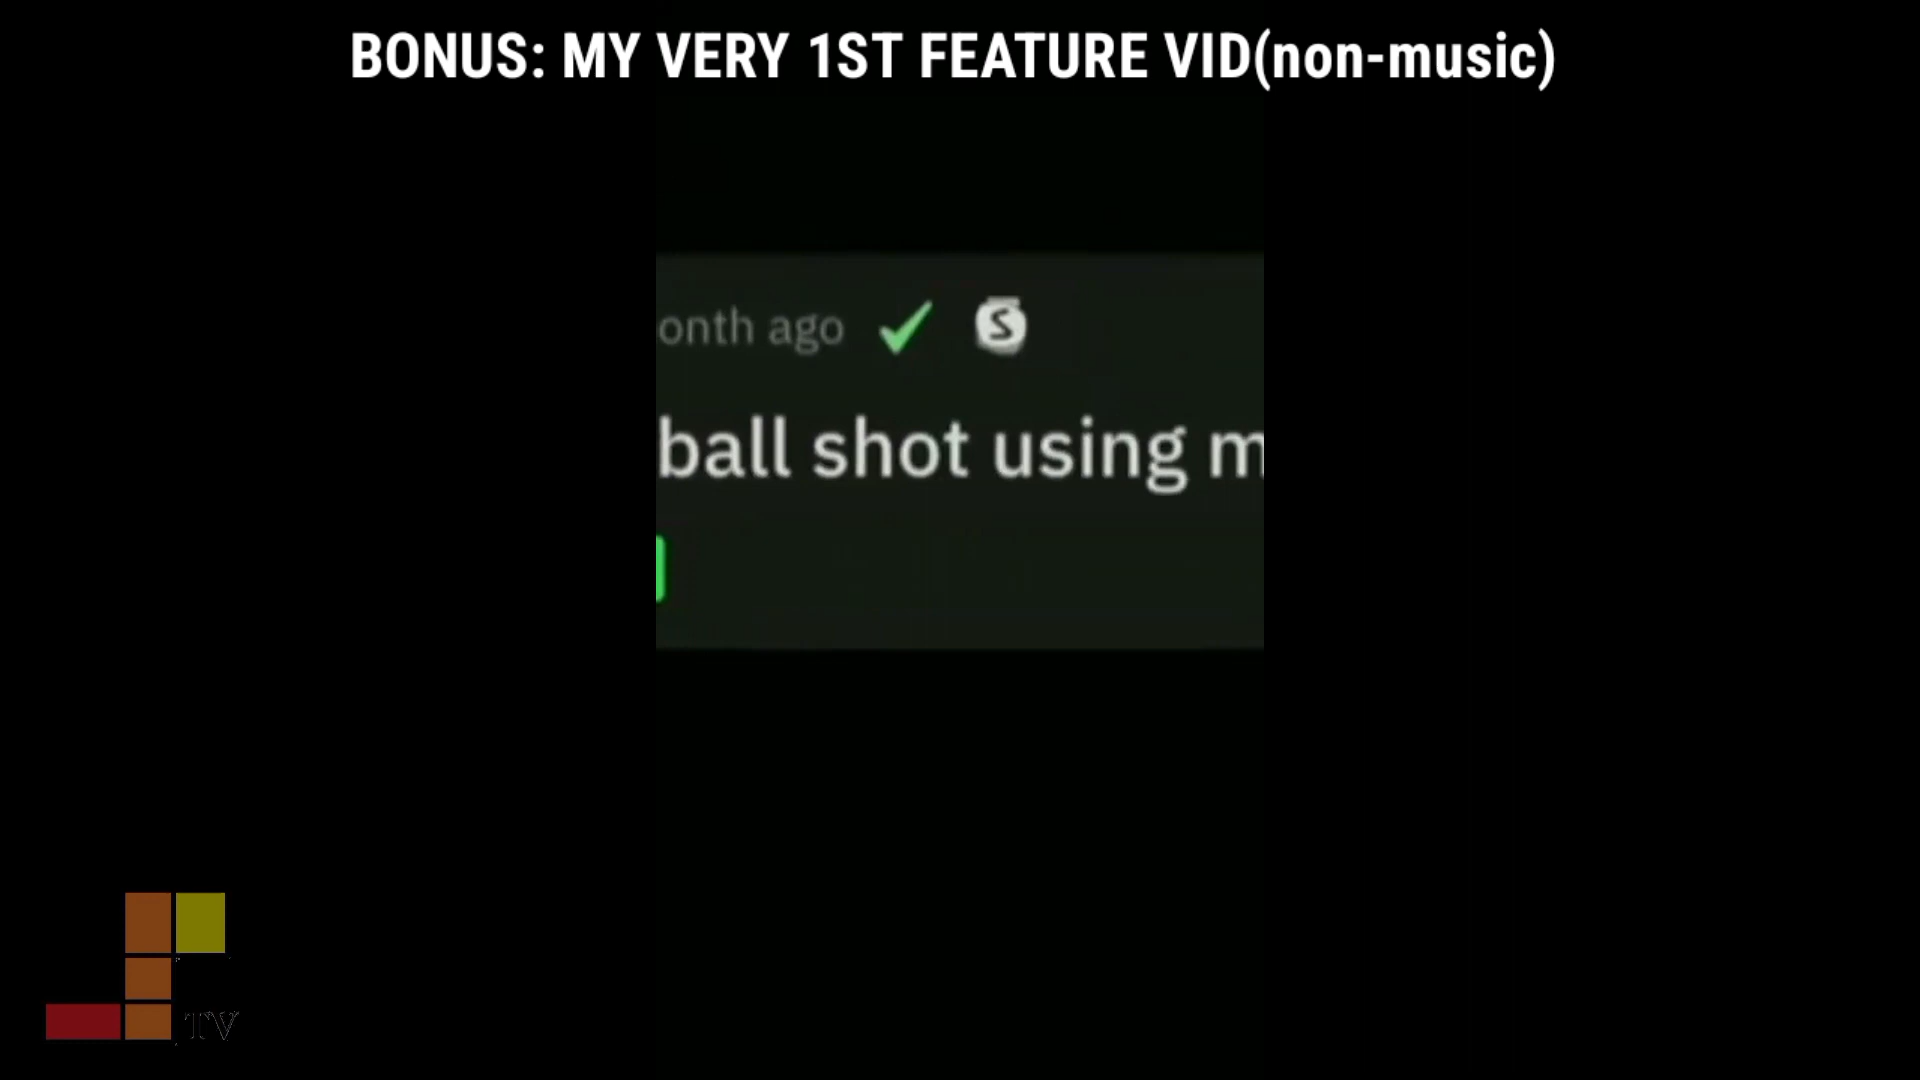 BONUS: MY VERY 1ST FEATURE VID(non-music)
onth ago
ball shot using m
TV